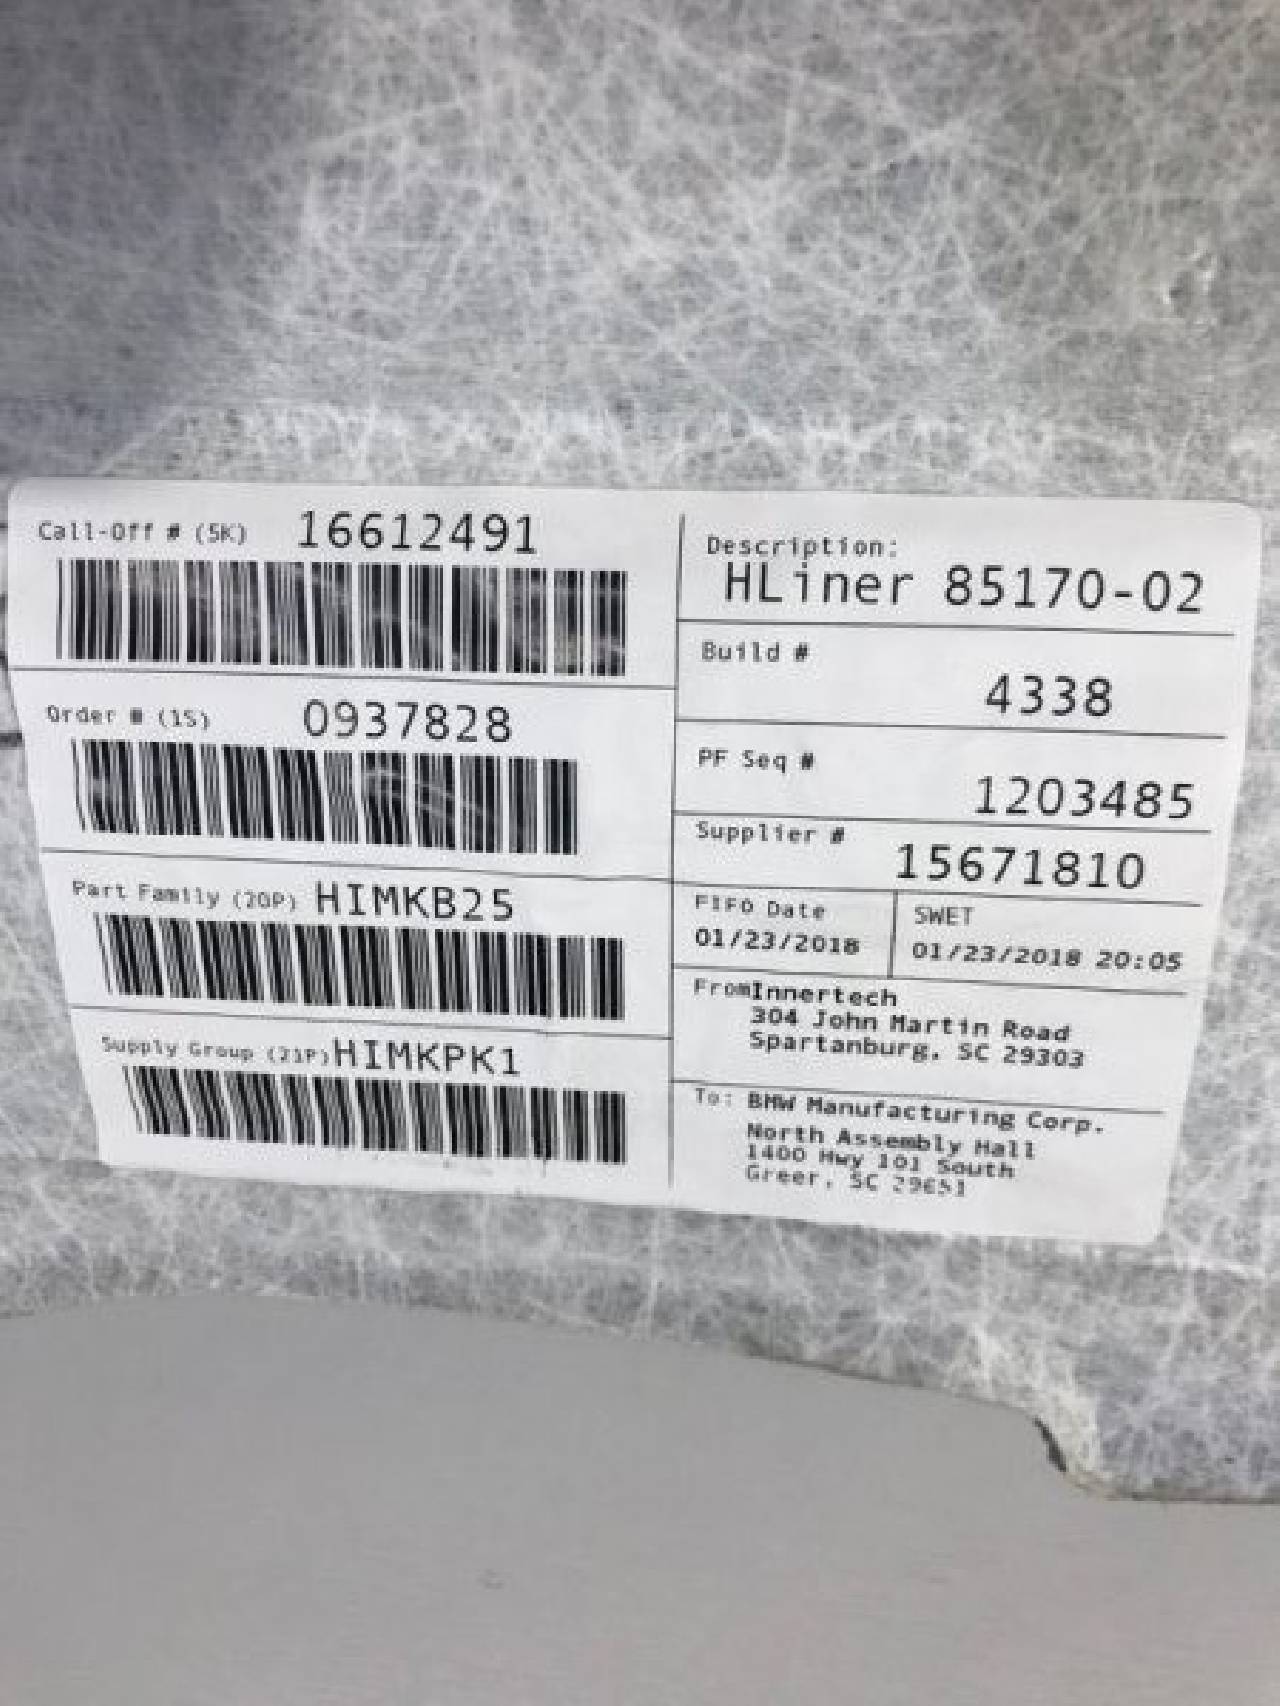 Call-Off # (5K) 16612491
Order # (1S) 0937828
Part Family (20P) HIMKB25
Supply Group (21P) HIMKPK1
Description:
HLiner 85170-02
Build #
4338
PF Seq #
1203485
Supplier #
15671810
FIFO Date
01/23/2018
SWET
01/23/2018 20:05
From Innertech
304 John Martin Road
Spartanburg, SC 29303
To: BMW Manufacturing Corp.
North Assembly Hall
1400 Hwy 101 South
Greer, SC 29651